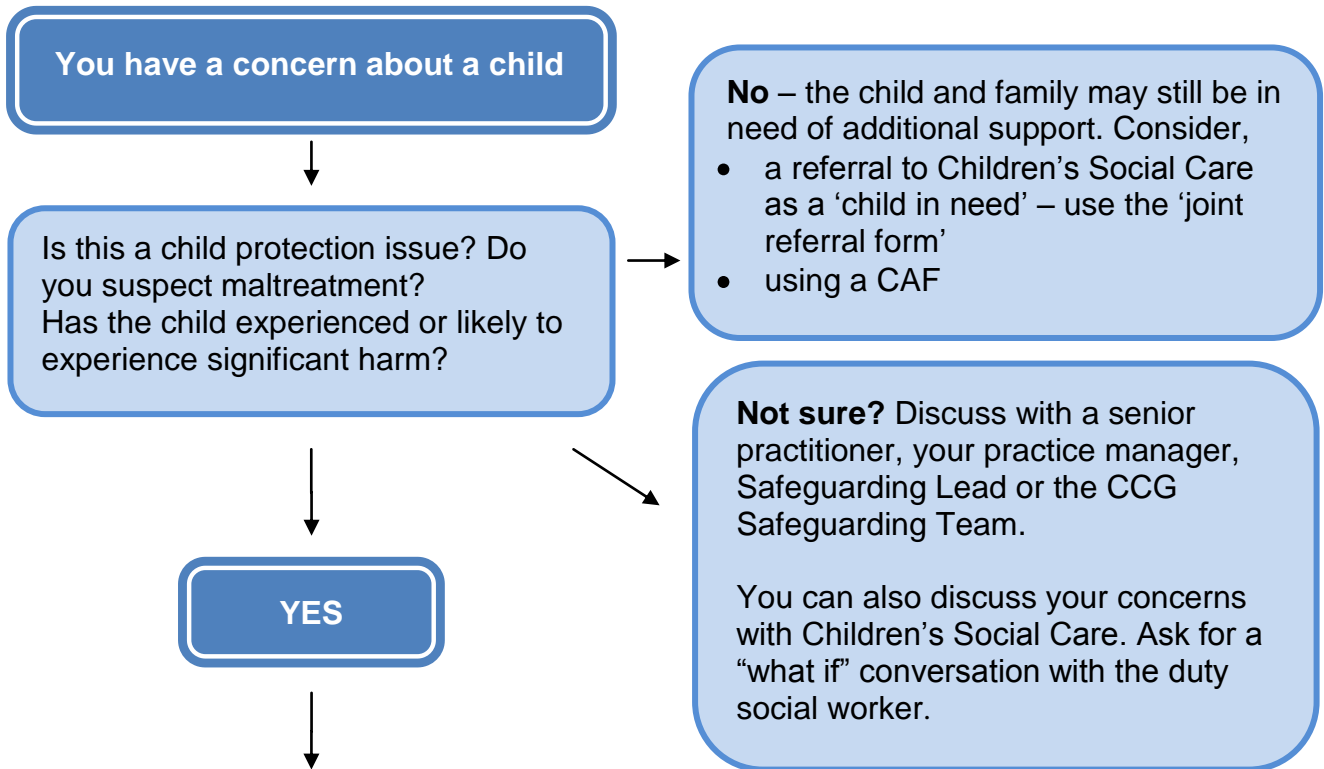 You have a concern about a child
Is this a child protection issue? Do
you suspect maltreatment?
Has the child experienced or likely to
experience significant harm?
No – the child and family may still be in
need of additional support. Consider,
• a referral to Children’s Social Care
as a ‘child in need’ – use the ‘joint
referral form’
• using a CAF
Not sure? Discuss with a senior
practitioner, your practice manager,
Safeguarding Lead or the CCG
Safeguarding Team.
You can also discuss your concerns
with Children’s Social Care. Ask for a
“what if” conversation with the duty
social worker.
YES